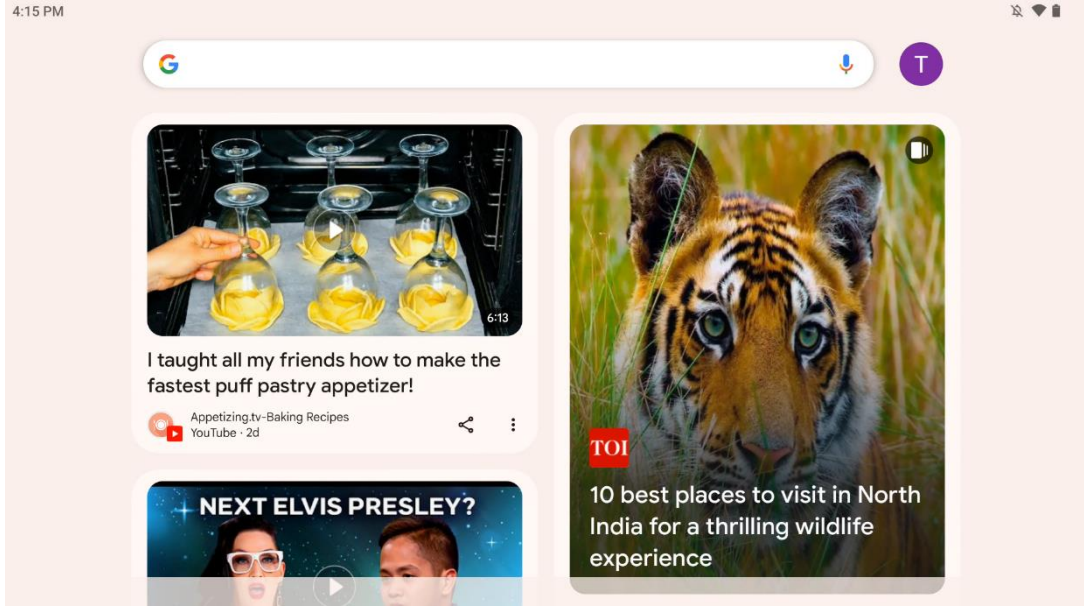 4:15 PM
T
6:13
I taught all my friends how to make the
fastest puff pastry appetizer!
Appetizing.tv-Baking Recipes
YouTube · 2d
NEXT ELVIS PRESLEY?
TOI
10 best places to visit in North
India for a thrilling wildlife
experience